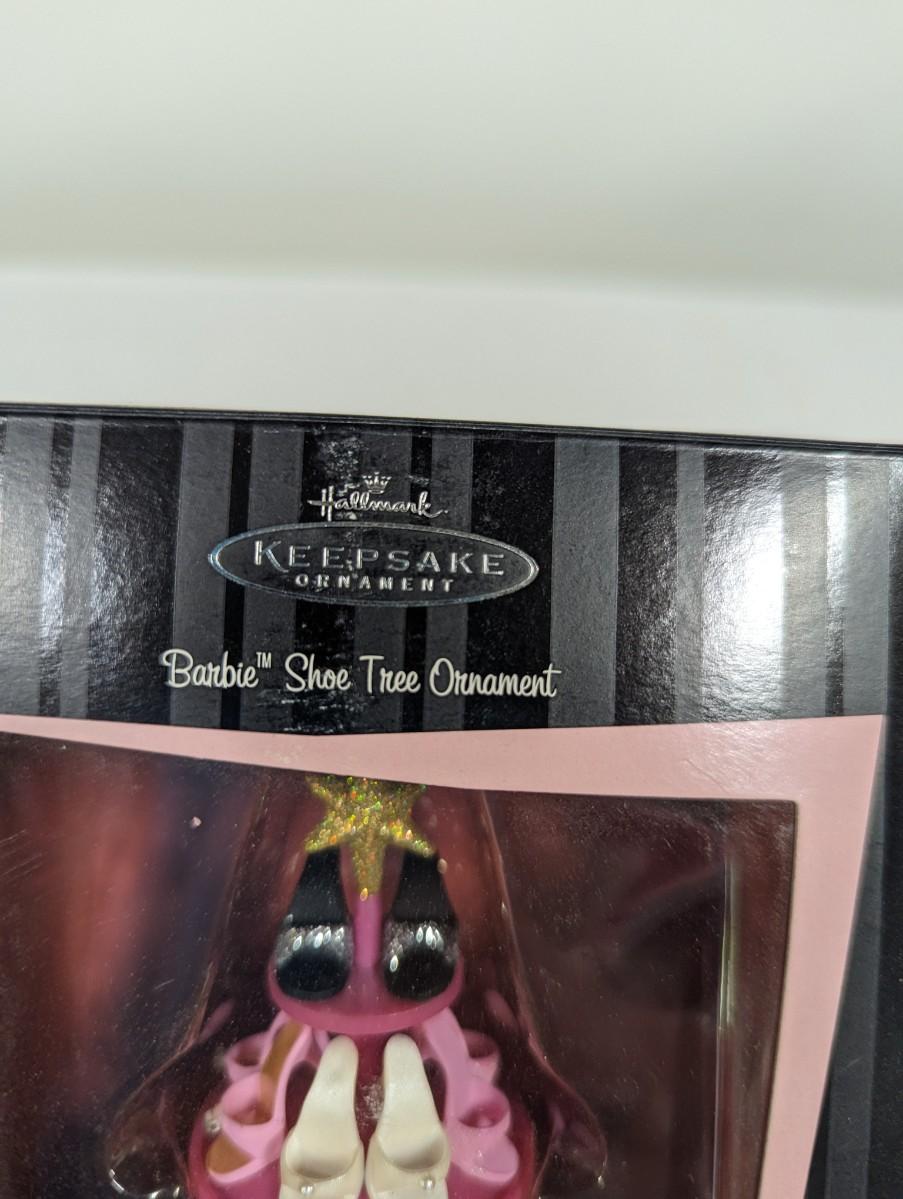 Hallmark
KEEPSAKE
ORNAMENT
Barbie™ Shoe Tree Ornament